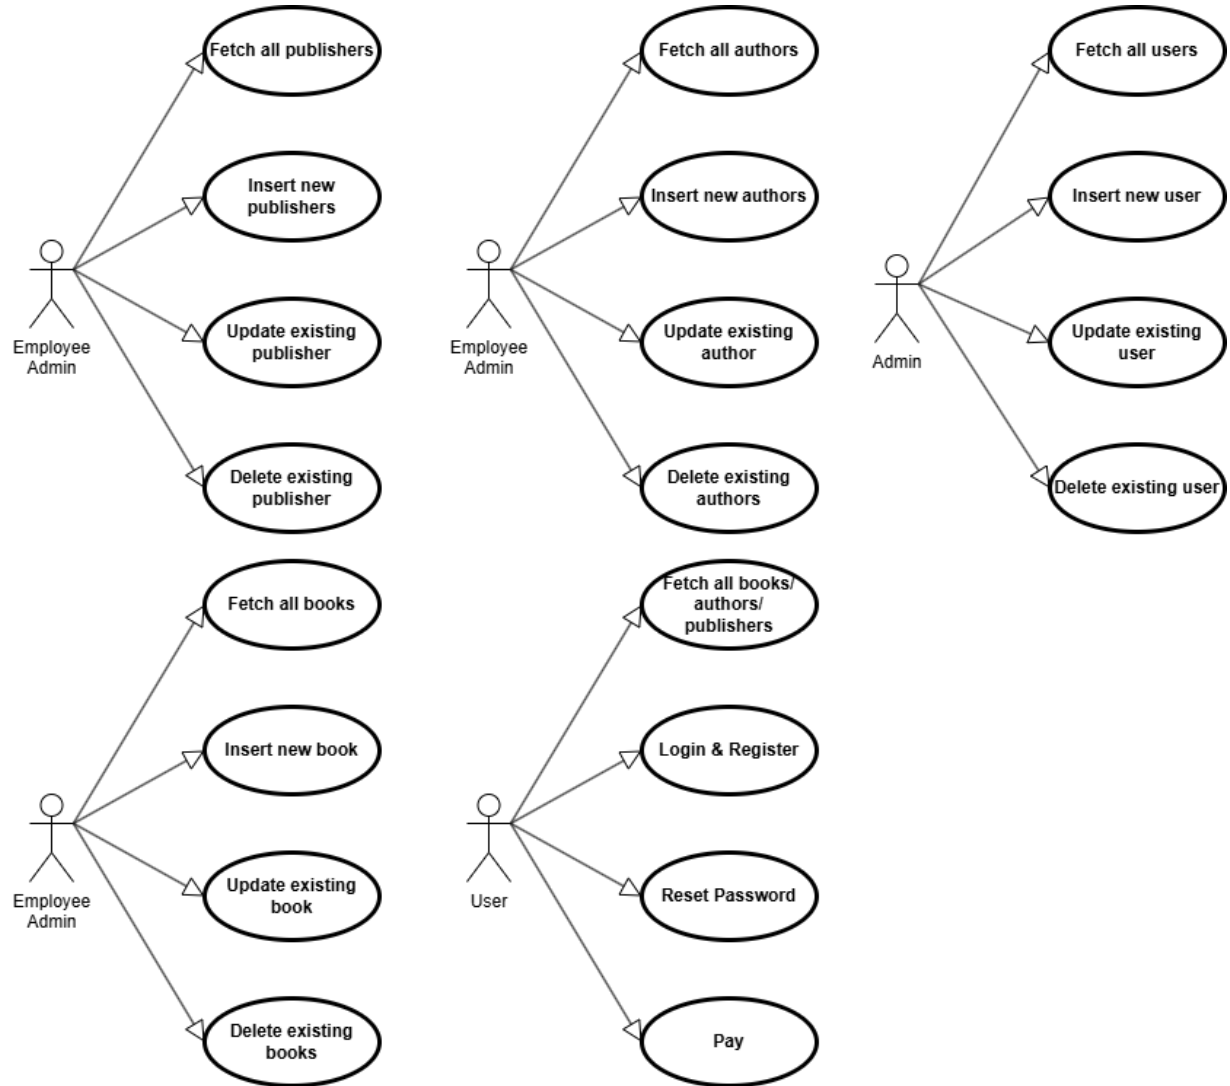 Fetch all publishers
Insert new
publishers
Employee
Admin
Update existing
publisher
Delete existing
publisher
Fetch all authors
Insert new authors
Employee
Admin
Update existing
author
Delete existing
authors
Fetch all users
Insert new user
Admin
Update existing
user
Delete existing user
Fetch all books
Insert new book
Employee
Admin
Update existing
book
Delete existing
books
Fetch all books/
authors/
publishers
Login & Register
User
Reset Password
Pay